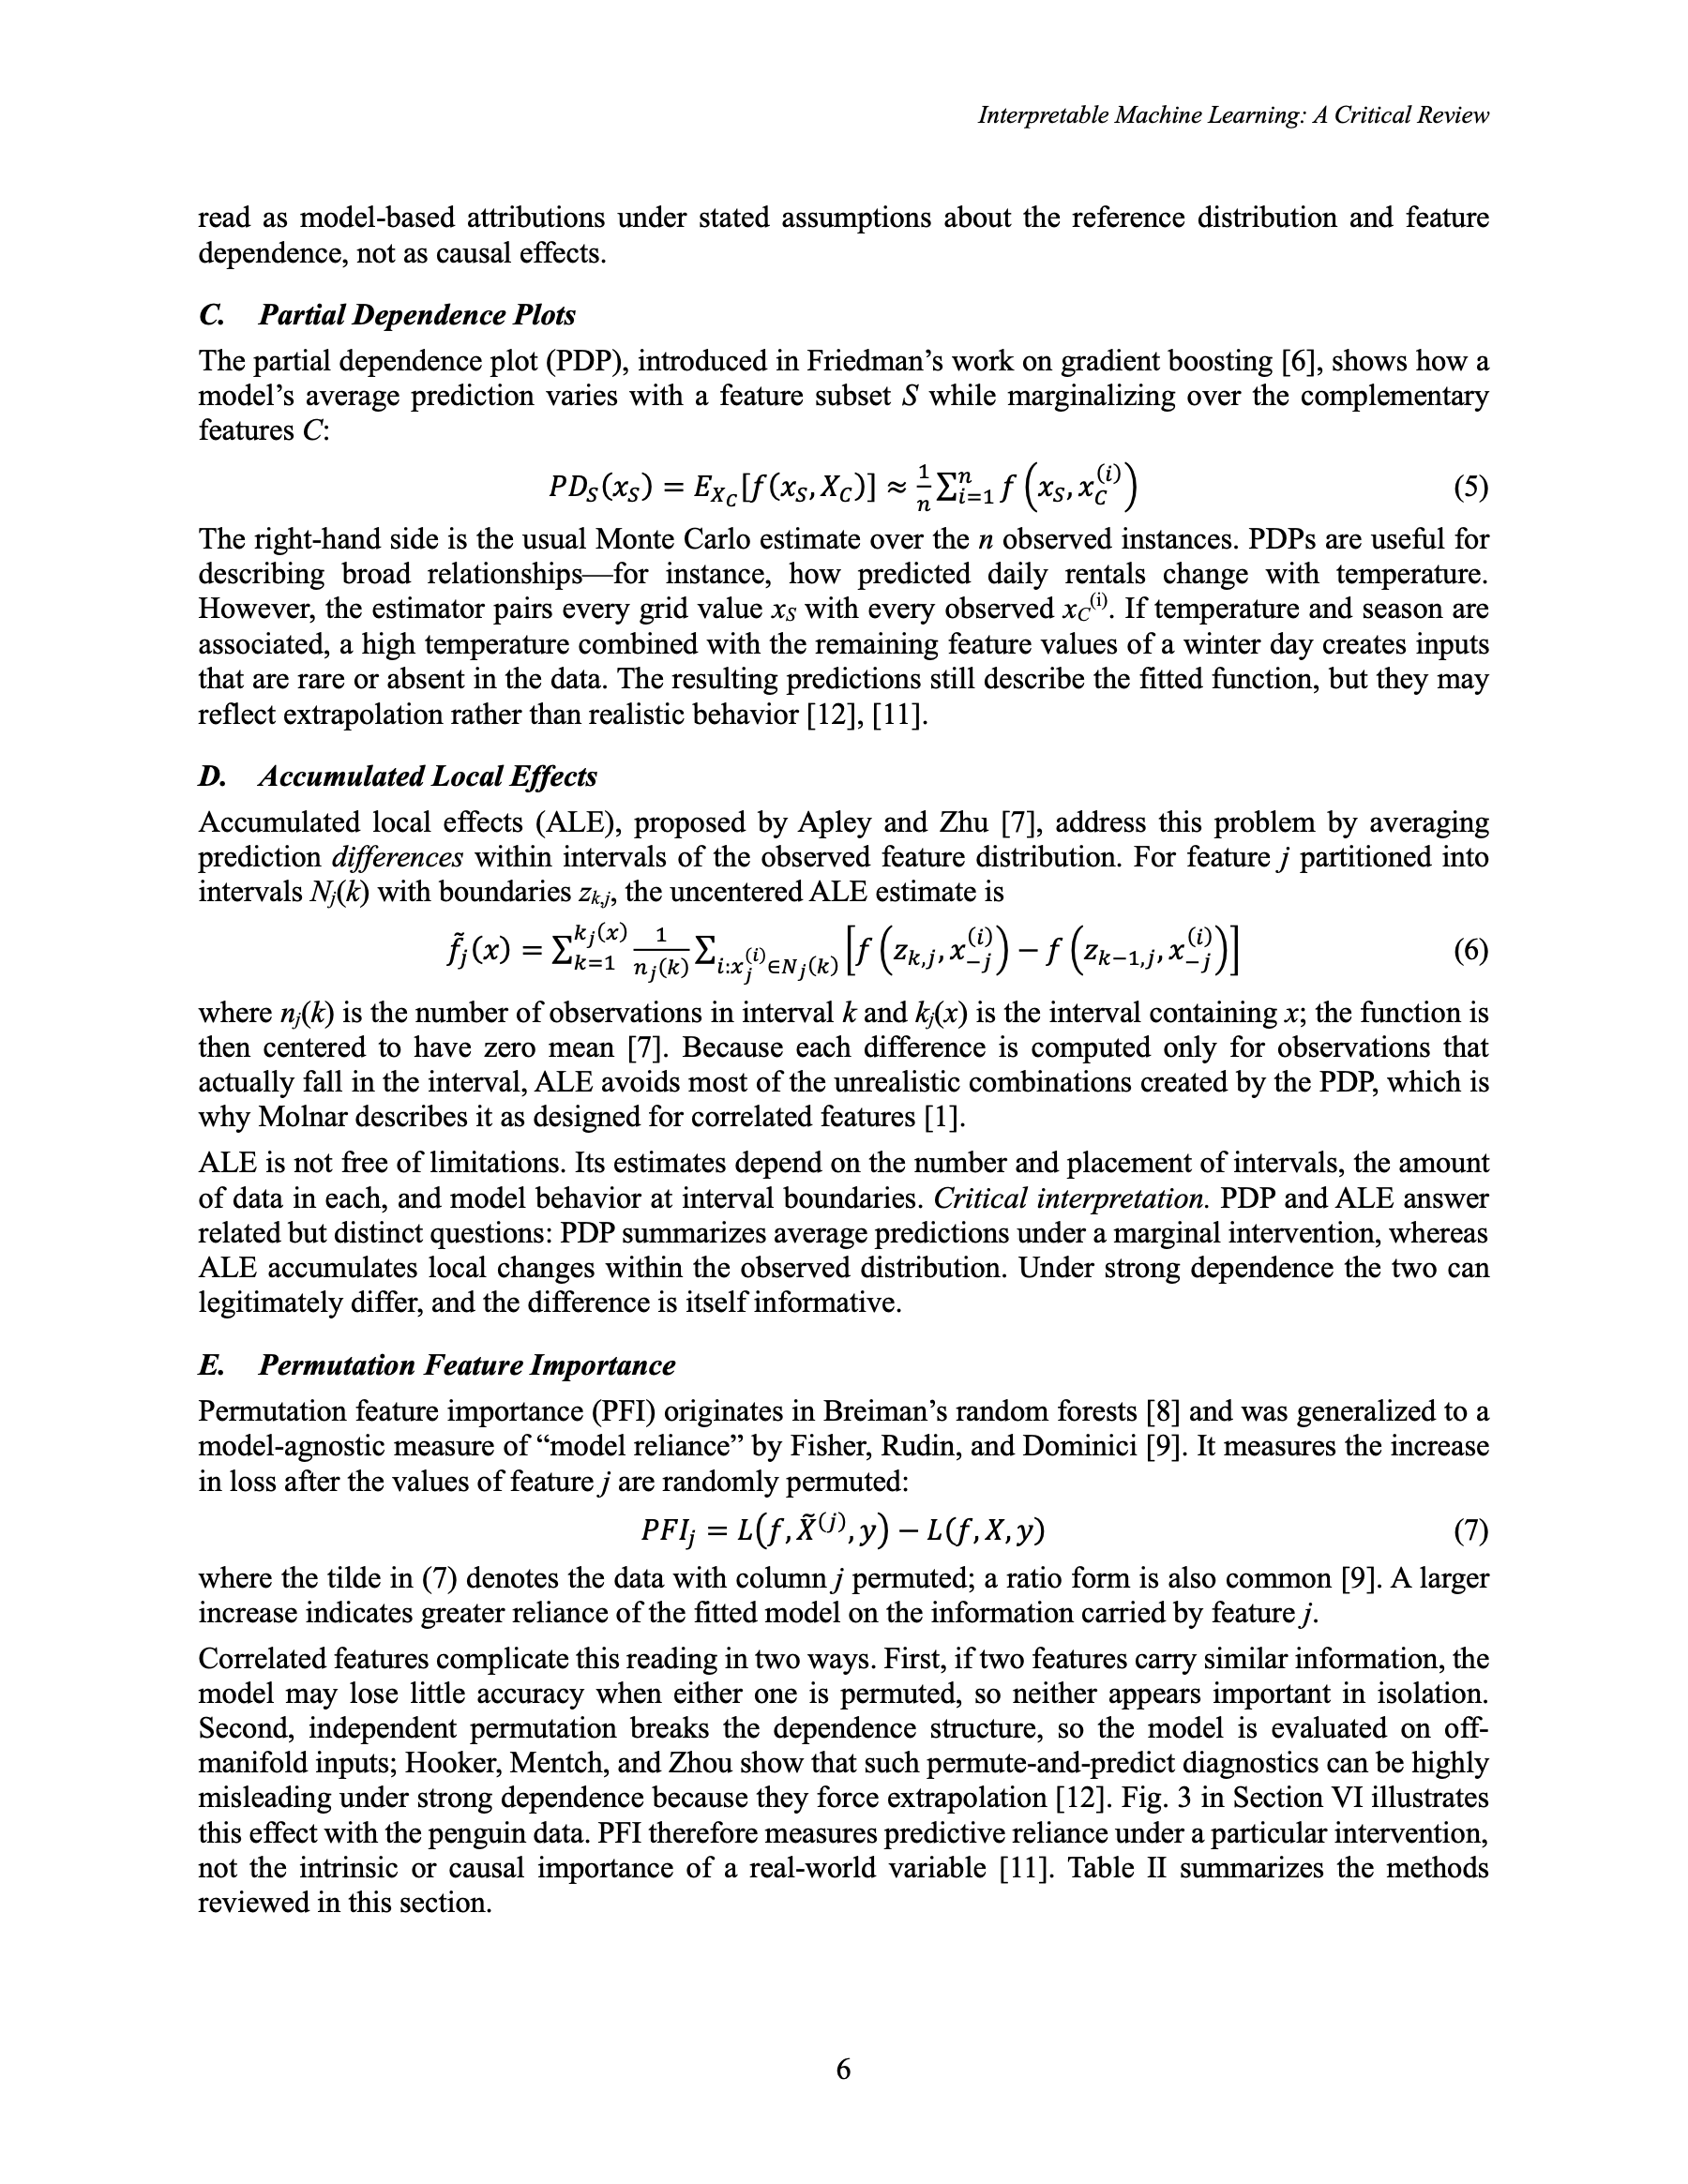 Interpretable Machine Learning: A Critical Review
read as model-based attributions under stated assumptions about the reference distribution and feature
dependence, not as causal effects.
C. Partial Dependence Plots
The partial dependence plot (PDP), introduced in Friedman’s work on gradient boosting [6], shows how a
model’s average prediction varies with a feature subset S while marginalizing over the complementary
features C:
PD_S(x_S) = E_{X_C}[f(x_S, X_C)] ≈ \frac{1}{n} ∑_{i=1}^{n} f(x_S, x_C^{(i)}) (5)
The right-hand side is the usual Monte Carlo estimate over the n observed instances. PDPs are useful for
describing broad relationships—for instance, how predicted daily rentals change with temperature.
However, the estimator pairs every grid value x_S with every observed x_C^{(i)}. If temperature and season are
associated, a high temperature combined with the remaining feature values of a winter day creates inputs
that are rare or absent in the data. The resulting predictions still describe the fitted function, but they may
reflect extrapolation rather than realistic behavior [12], [11].
D. Accumulated Local Effects
Accumulated local effects (ALE), proposed by Apley and Zhu [7], address this problem by averaging
prediction differences within intervals of the observed feature distribution. For feature j partitioned into
intervals N_j(k) with boundaries z_{k,j}, the uncentered ALE estimate is
f̃_j(x) = ∑_{k=1}^{k_j(x)} \frac{1}{n_j(k)} ∑_{i:x_j^{(i)}∈N_j(k)} [f(z_{k,j}, x_{−j}^{(i)}) − f(z_{k−1,j}, x_{−j}^{(i)})] (6)
where n_j(k) is the number of observations in interval k and k_j(x) is the interval containing x; the function is
then centered to have zero mean [7]. Because each difference is computed only for observations that
actually fall in the interval, ALE avoids most of the unrealistic combinations created by the PDP, which is
why Molnar describes it as designed for correlated features [1].
ALE is not free of limitations. Its estimates depend on the number and placement of intervals, the amount
of data in each, and model behavior at interval boundaries. Critical interpretation. PDP and ALE answer
related but distinct questions: PDP summarizes average predictions under a marginal intervention, whereas
ALE accumulates local changes within the observed distribution. Under strong dependence the two can
legitimately differ, and the difference is itself informative.
E. Permutation Feature Importance
Permutation feature importance (PFI) originates in Breiman’s random forests [8] and was generalized to a
model-agnostic measure of “model reliance” by Fisher, Rudin, and Dominici [9]. It measures the increase
in loss after the values of feature j are randomly permuted:
PFI_j = L(f, X̃^{(j)}, y) − L(f, X, y) (7)
where the tilde in (7) denotes the data with column j permuted; a ratio form is also common [9]. A larger
increase indicates greater reliance of the fitted model on the information carried by feature j.
Correlated features complicate this reading in two ways. First, if two features carry similar information, the
model may lose little accuracy when either one is permuted, so neither appears important in isolation.
Second, independent permutation breaks the dependence structure, so the model is evaluated on off-
manifold inputs; Hooker, Mentch, and Zhou show that such permute-and-predict diagnostics can be highly
misleading under strong dependence because they force extrapolation [12]. Fig. 3 in Section VI illustrates
this effect with the penguin data. PFI therefore measures predictive reliance under a particular intervention,
not the intrinsic or causal importance of a real-world variable [11]. Table II summarizes the methods
reviewed in this section.
6